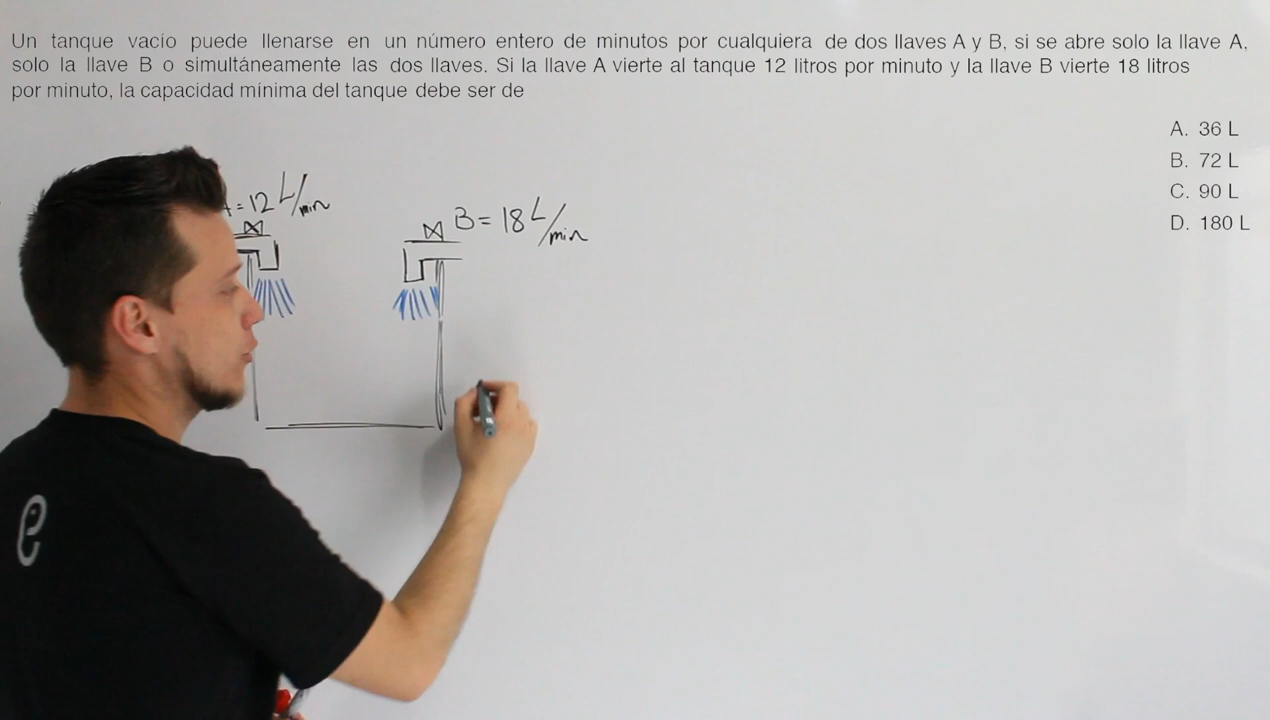 Un tanque vacío puede llenarse en un número entero de minutos por cualquiera de dos llaves A y B, si se abre solo la llave A,
solo la llave B o simultáneamente las dos llaves. Si la llave A vierte al tanque 12 litros por minuto y la llave B vierte 18 litros
por minuto, la capacidad mínima del tanque debe ser de
A. 36 L
B. 72 L
C. 90 L
D. 180 L
A = 12 L/min
B = 18 L/min
e